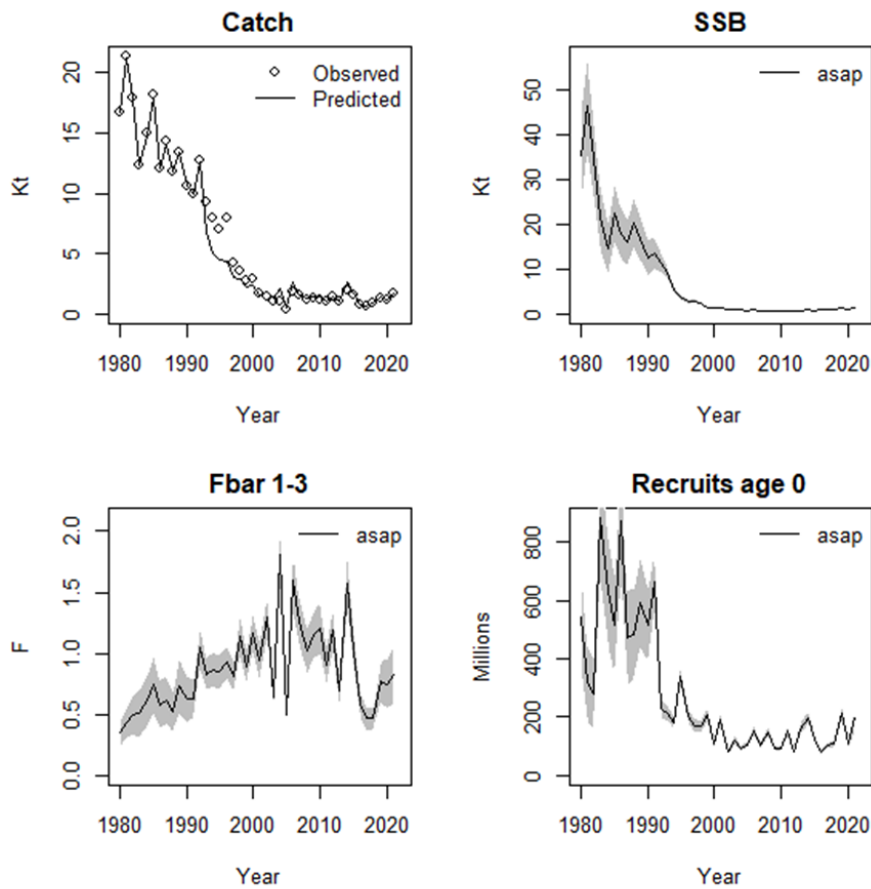 Catch
Kt
20
15
10
5
0
Observed
Predicted
1980 1990 2000 2010 2020
Year
SSB
Kt
50
40
30
20
10
0
asap
1980 1990 2000 2010 2020
Year
Fbar 1-3
F
2.0
1.5
1.0
0.5
0.0
asap
1980 1990 2000 2010 2020
Year
Recruits age 0
Millions
800
600
400
200
0
asap
1980 1990 2000 2010 2020
Year